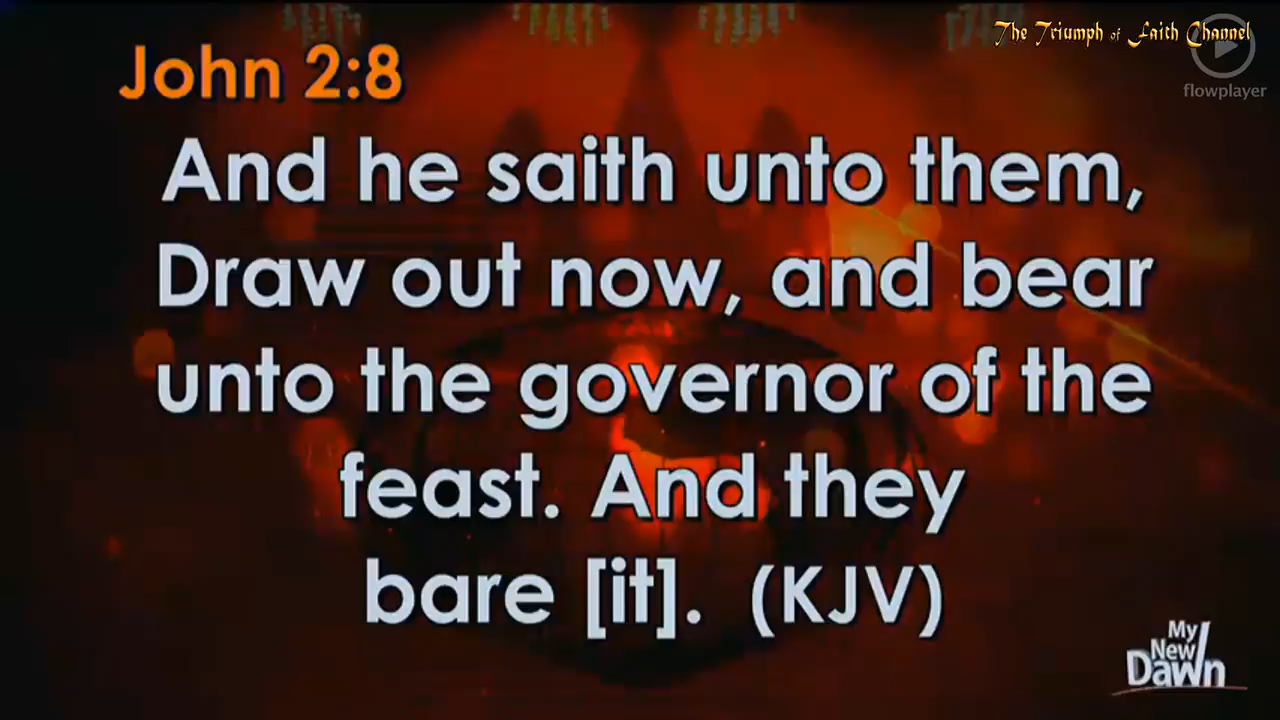 The Triumph of Faith Channel
flowplayer
John 2:8
And he saith unto them,
Draw out now, and bear
unto the governor of the
feast. And they
bare [it]. (KJV)
My
New
Dawn